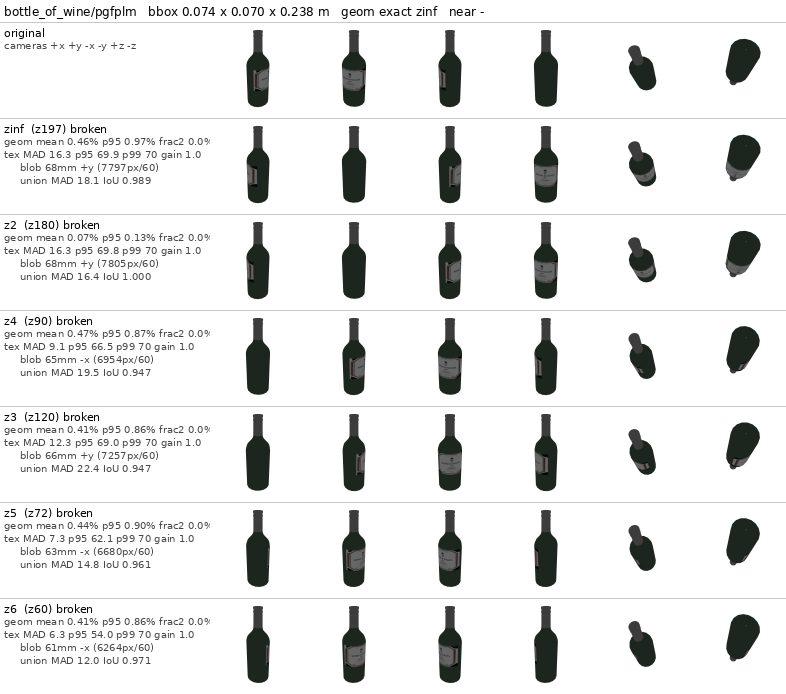 bottle_of_wine/pgfplm   bbox 0.074 x 0.070 x 0.238 m   geom exact zinf   near -
original
cameras +x +y -x -y +z -z
zinf  (z197) broken
geom mean 0.46% p95 0.97% frac2 0.0%
tex MAD 16.3 p95 69.9 p99 70 gain 1.0
blob 68mm +y (7797px/60)
union MAD 18.1 IoU 0.989
z2  (z180) broken
geom mean 0.07% p95 0.13% frac2 0.0%
tex MAD 16.3 p95 69.8 p99 70 gain 1.0
blob 68mm +y (7805px/60)
union MAD 16.4 IoU 1.000
z4  (z90) broken
geom mean 0.47% p95 0.87% frac2 0.0%
tex MAD 9.1 p95 66.5 p99 70 gain 1.0
blob 65mm -x (6954px/60)
union MAD 19.5 IoU 0.947
z3  (z120) broken
geom mean 0.41% p95 0.86% frac2 0.0%
tex MAD 12.3 p95 69.0 p99 70 gain 1.0
blob 66mm +y (7257px/60)
union MAD 22.4 IoU 0.947
z5  (z72) broken
geom mean 0.44% p95 0.90% frac2 0.0%
tex MAD 7.3 p95 62.1 p99 70 gain 1.0
blob 63mm -x (6680px/60)
union MAD 14.8 IoU 0.961
z6  (z60) broken
geom mean 0.41% p95 0.86% frac2 0.0%
tex MAD 6.3 p95 54.0 p99 70 gain 1.0
blob 61mm -x (6264px/60)
union MAD 12.0 IoU 0.971